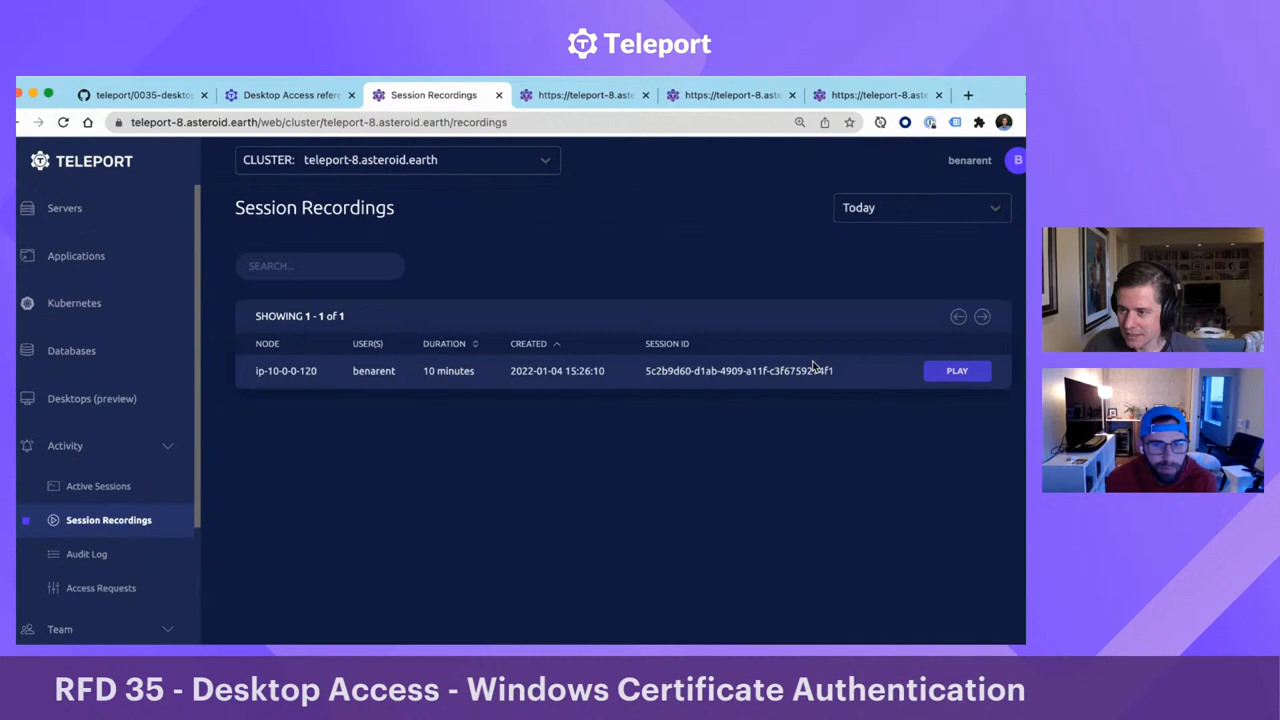 Teleport
teleport/0035-deskto
Desktop Access refere
Session Recordings
https://teleport-8.aste
https://teleport-8.aste
https://teleport-8.aste
teleport-8.asteroid.earth/web/cluster/teleport-8.asteroid.earth/recordings
TELEPORT
CLUSTER: teleport-8.asteroid.earth
benarent
B
Servers
Applications
Kubernetes
Databases
Desktops (preview)
Activity
Active Sessions
Session Recordings
Audit Log
Access Requests
Team
Session Recordings
Today
SEARCH...
SHOWING 1 - 1 of 1
NODE USER(S) DURATION CREATED SESSION ID
ip-10-0-0-120 benarent 10 minutes 2022-01-04 15:26:10 PLAY
RFD 35 - Desktop Access - Windows Certificate Authentication